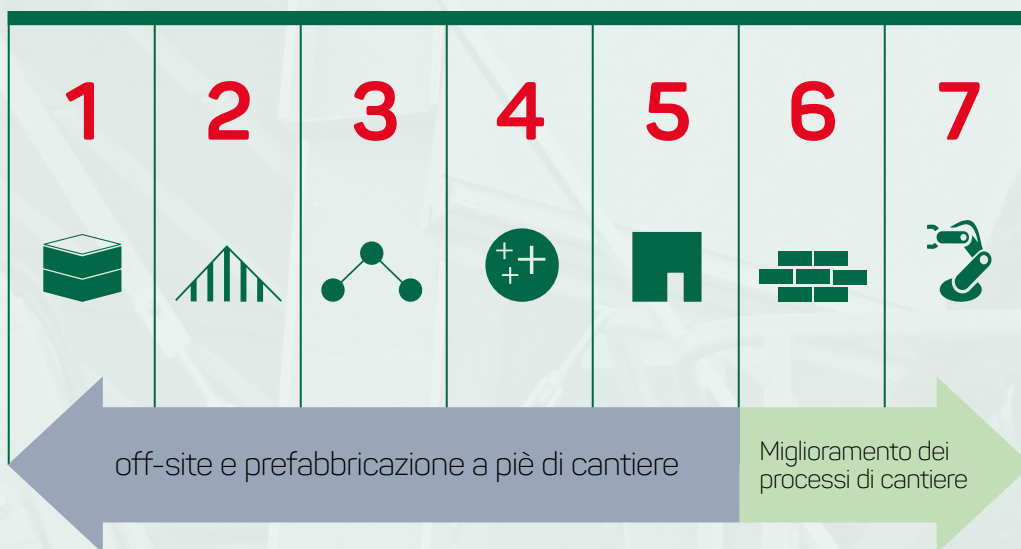 1 2 3 4 5 6 7
off-site e prefabbricazione a piè di cantiere
Miglioramento dei
processi di cantiere